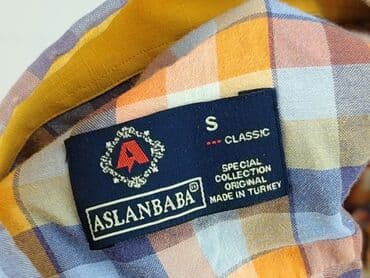 S
CLASSIC
A
SPECIAL
COLLECTION
ORIGINAL
MADE IN TURKEY
ASLANBABA